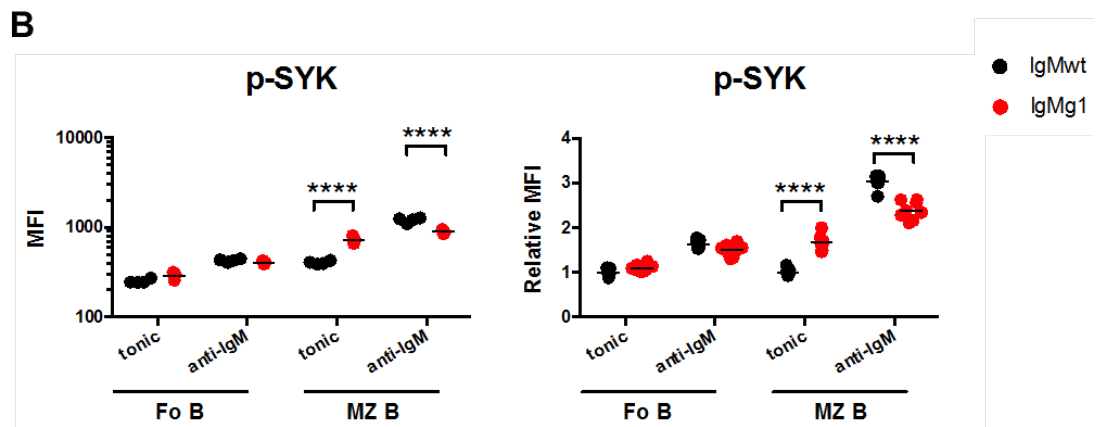 B
p-SYK
MFI
10000
1000
100
****
****
tonic
anti-IgM
tonic
anti-IgM
Fo B
MZ B
p-SYK
Relative MFI
4
3
2
1
0
****
****
tonic
anti-IgM
tonic
anti-IgM
Fo B
MZ B
IgMwt
IgMg1